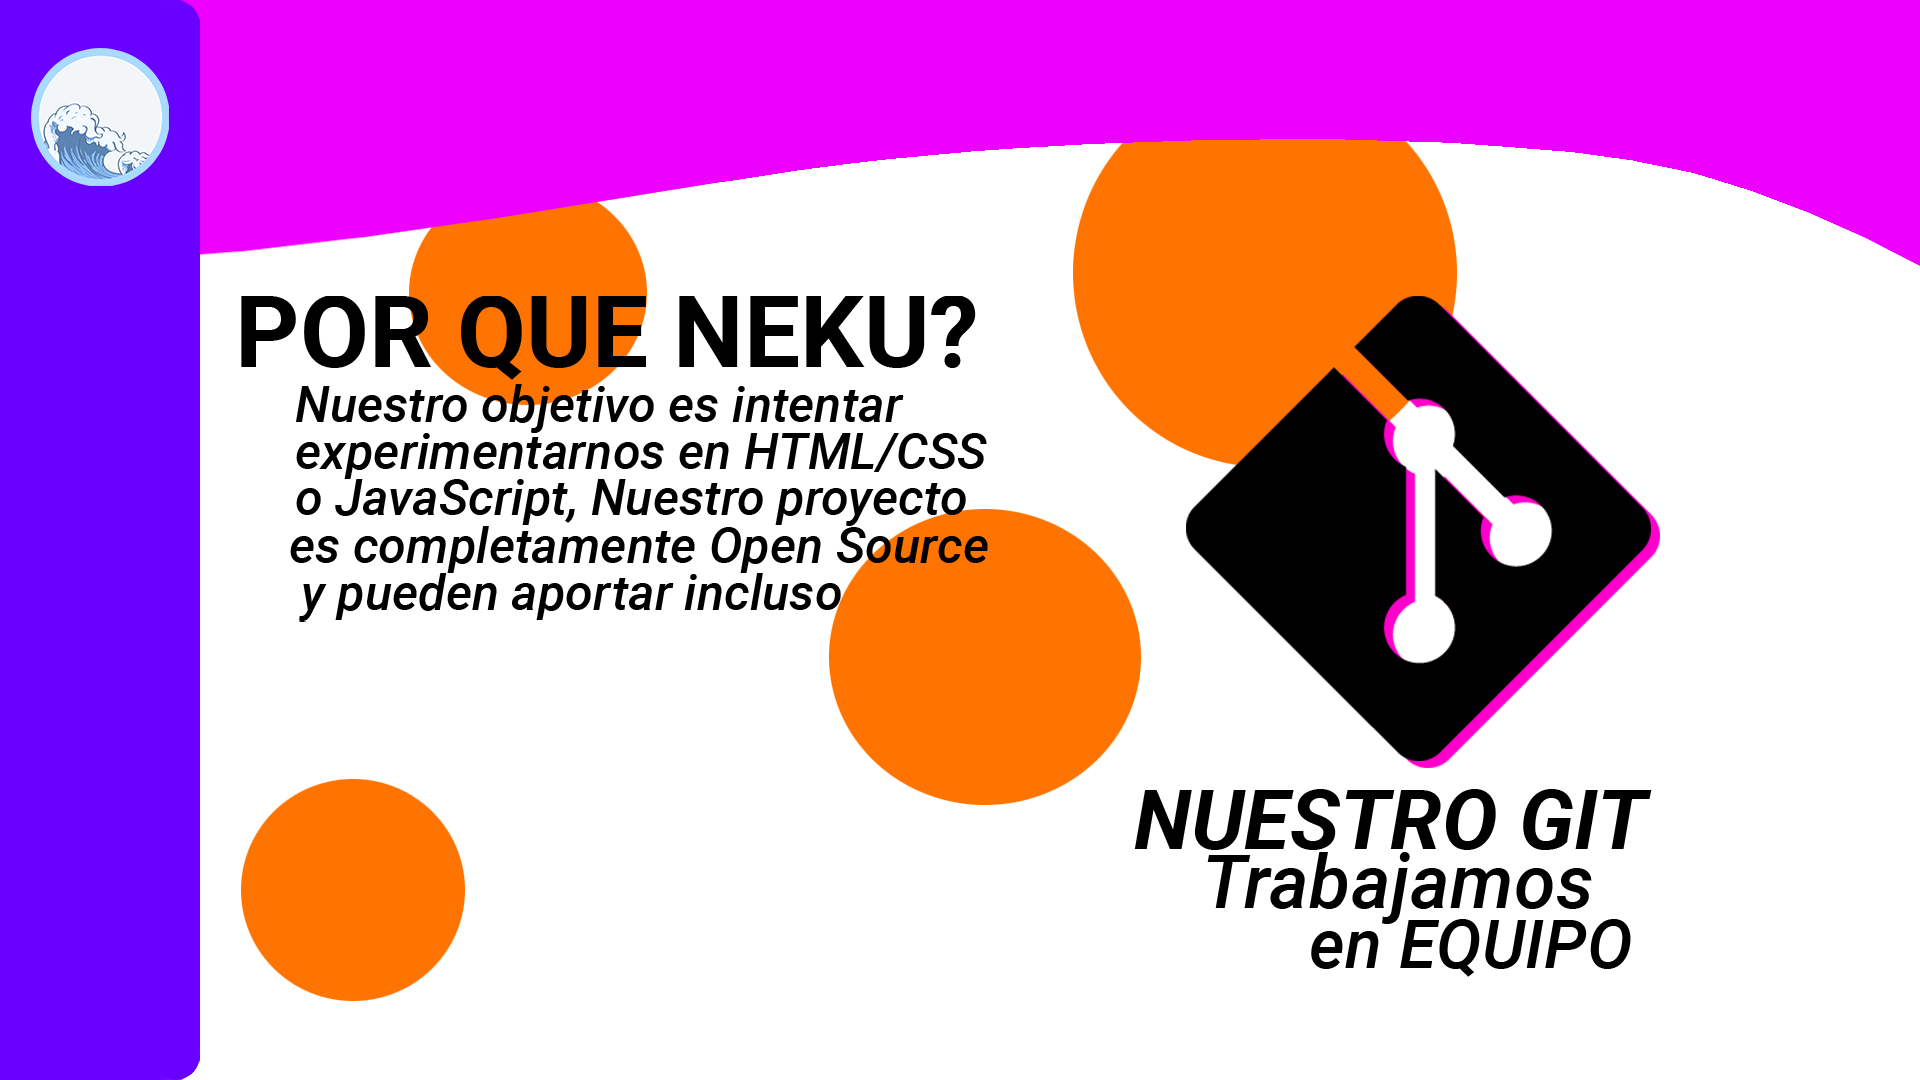 POR QUE NEKU?
Nuestro objetivo es intentar
experimentarnos en HTML/CSS
o JavaScript, Nuestro proyecto
es completamente Open Source
y pueden aportar incluso
NUESTRO GIT
Trabajamos
en EQUIPO